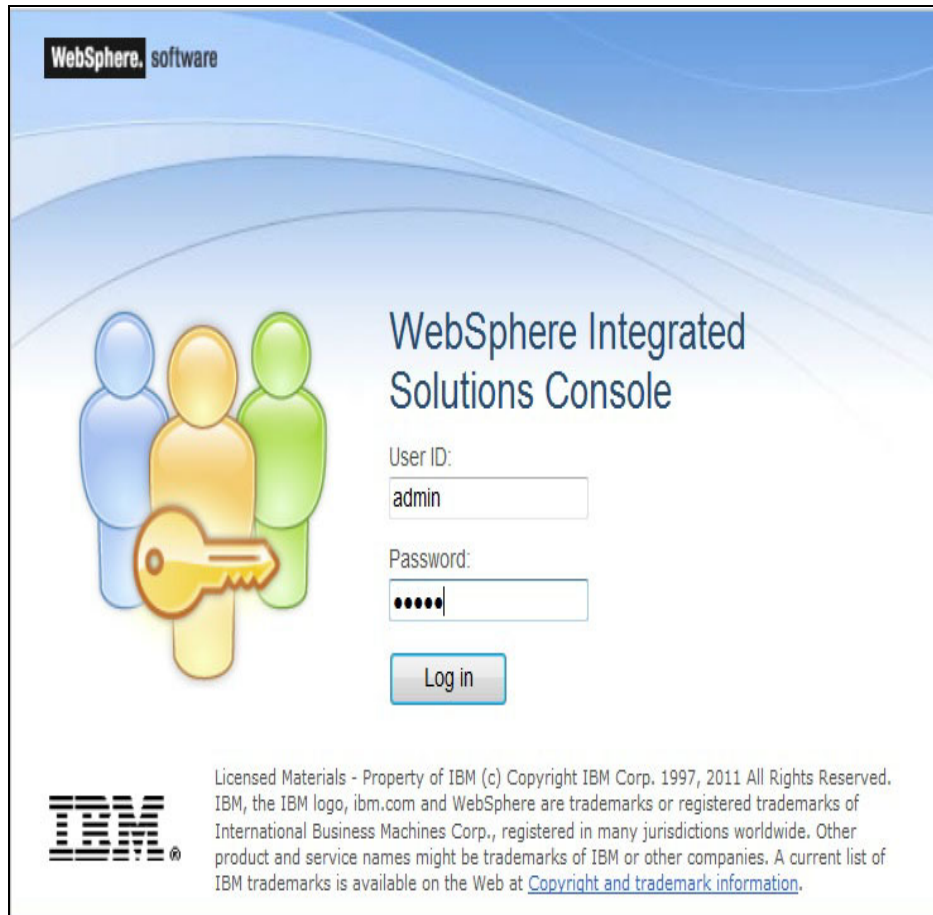 WebSphere. software
WebSphere Integrated
Solutions Console
User ID:
admin
Password:
•••••
Log in
IBM®
Licensed Materials - Property of IBM (c) Copyright IBM Corp. 1997, 2011 All Rights Reserved.
IBM, the IBM logo, ibm.com and WebSphere are trademarks or registered trademarks of
International Business Machines Corp., registered in many jurisdictions worldwide. Other
product and service names might be trademarks of IBM or other companies. A current list of
IBM trademarks is available on the Web at Copyright and trademark information.